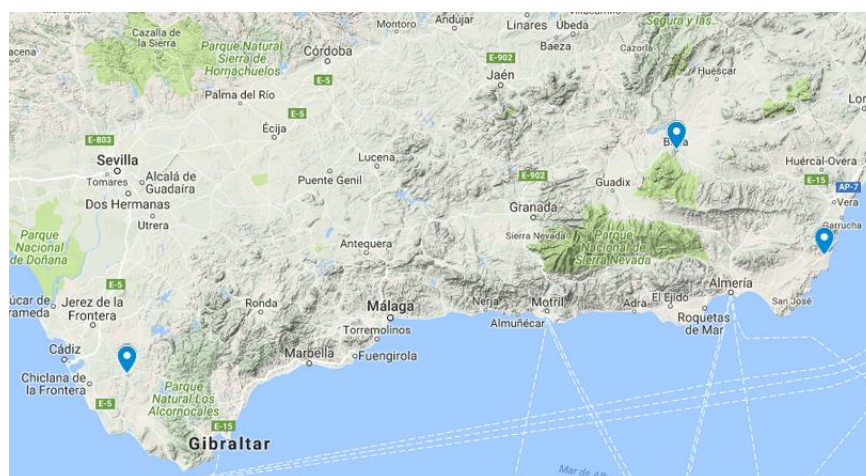 Cazalla de
la Sierra
Parque Natural
Sierra de
Hornachuelos
Montoro
Andújar
Linares
Úbeda
Baeza
Segura y las...
Cazorla
Huescar
Córdoba
E-902
Jaén
E-5
Palma del Río
E-5
Écija
E-803
Sevilla
Tomares
Alcalá de
Guadaíra
Dos Hermanas
Utrera
Lucena
Puente Genil
E-902
Guadix
Huércal-Overa
E-15
AP-7
Vera
Garrucha
Granada
Sierra Nevada
Parque
Nacional de
Sierra Nevada
Parque
Nacional
de Doñana
Antequera
E-5
Jerez de la
Frontera
Ronda
Málaga
Nerja
Motril
Almuñécar
Adra
El Ejido
Almería
Roquetas
de Mar
San José
Torremolinos
Cádiz
Marbella
Fuengirola
Chiclana de
la Frontera
E-5
Parque
Natural Los
Alcornocales
E-15
Gibraltar
Mar de Alb